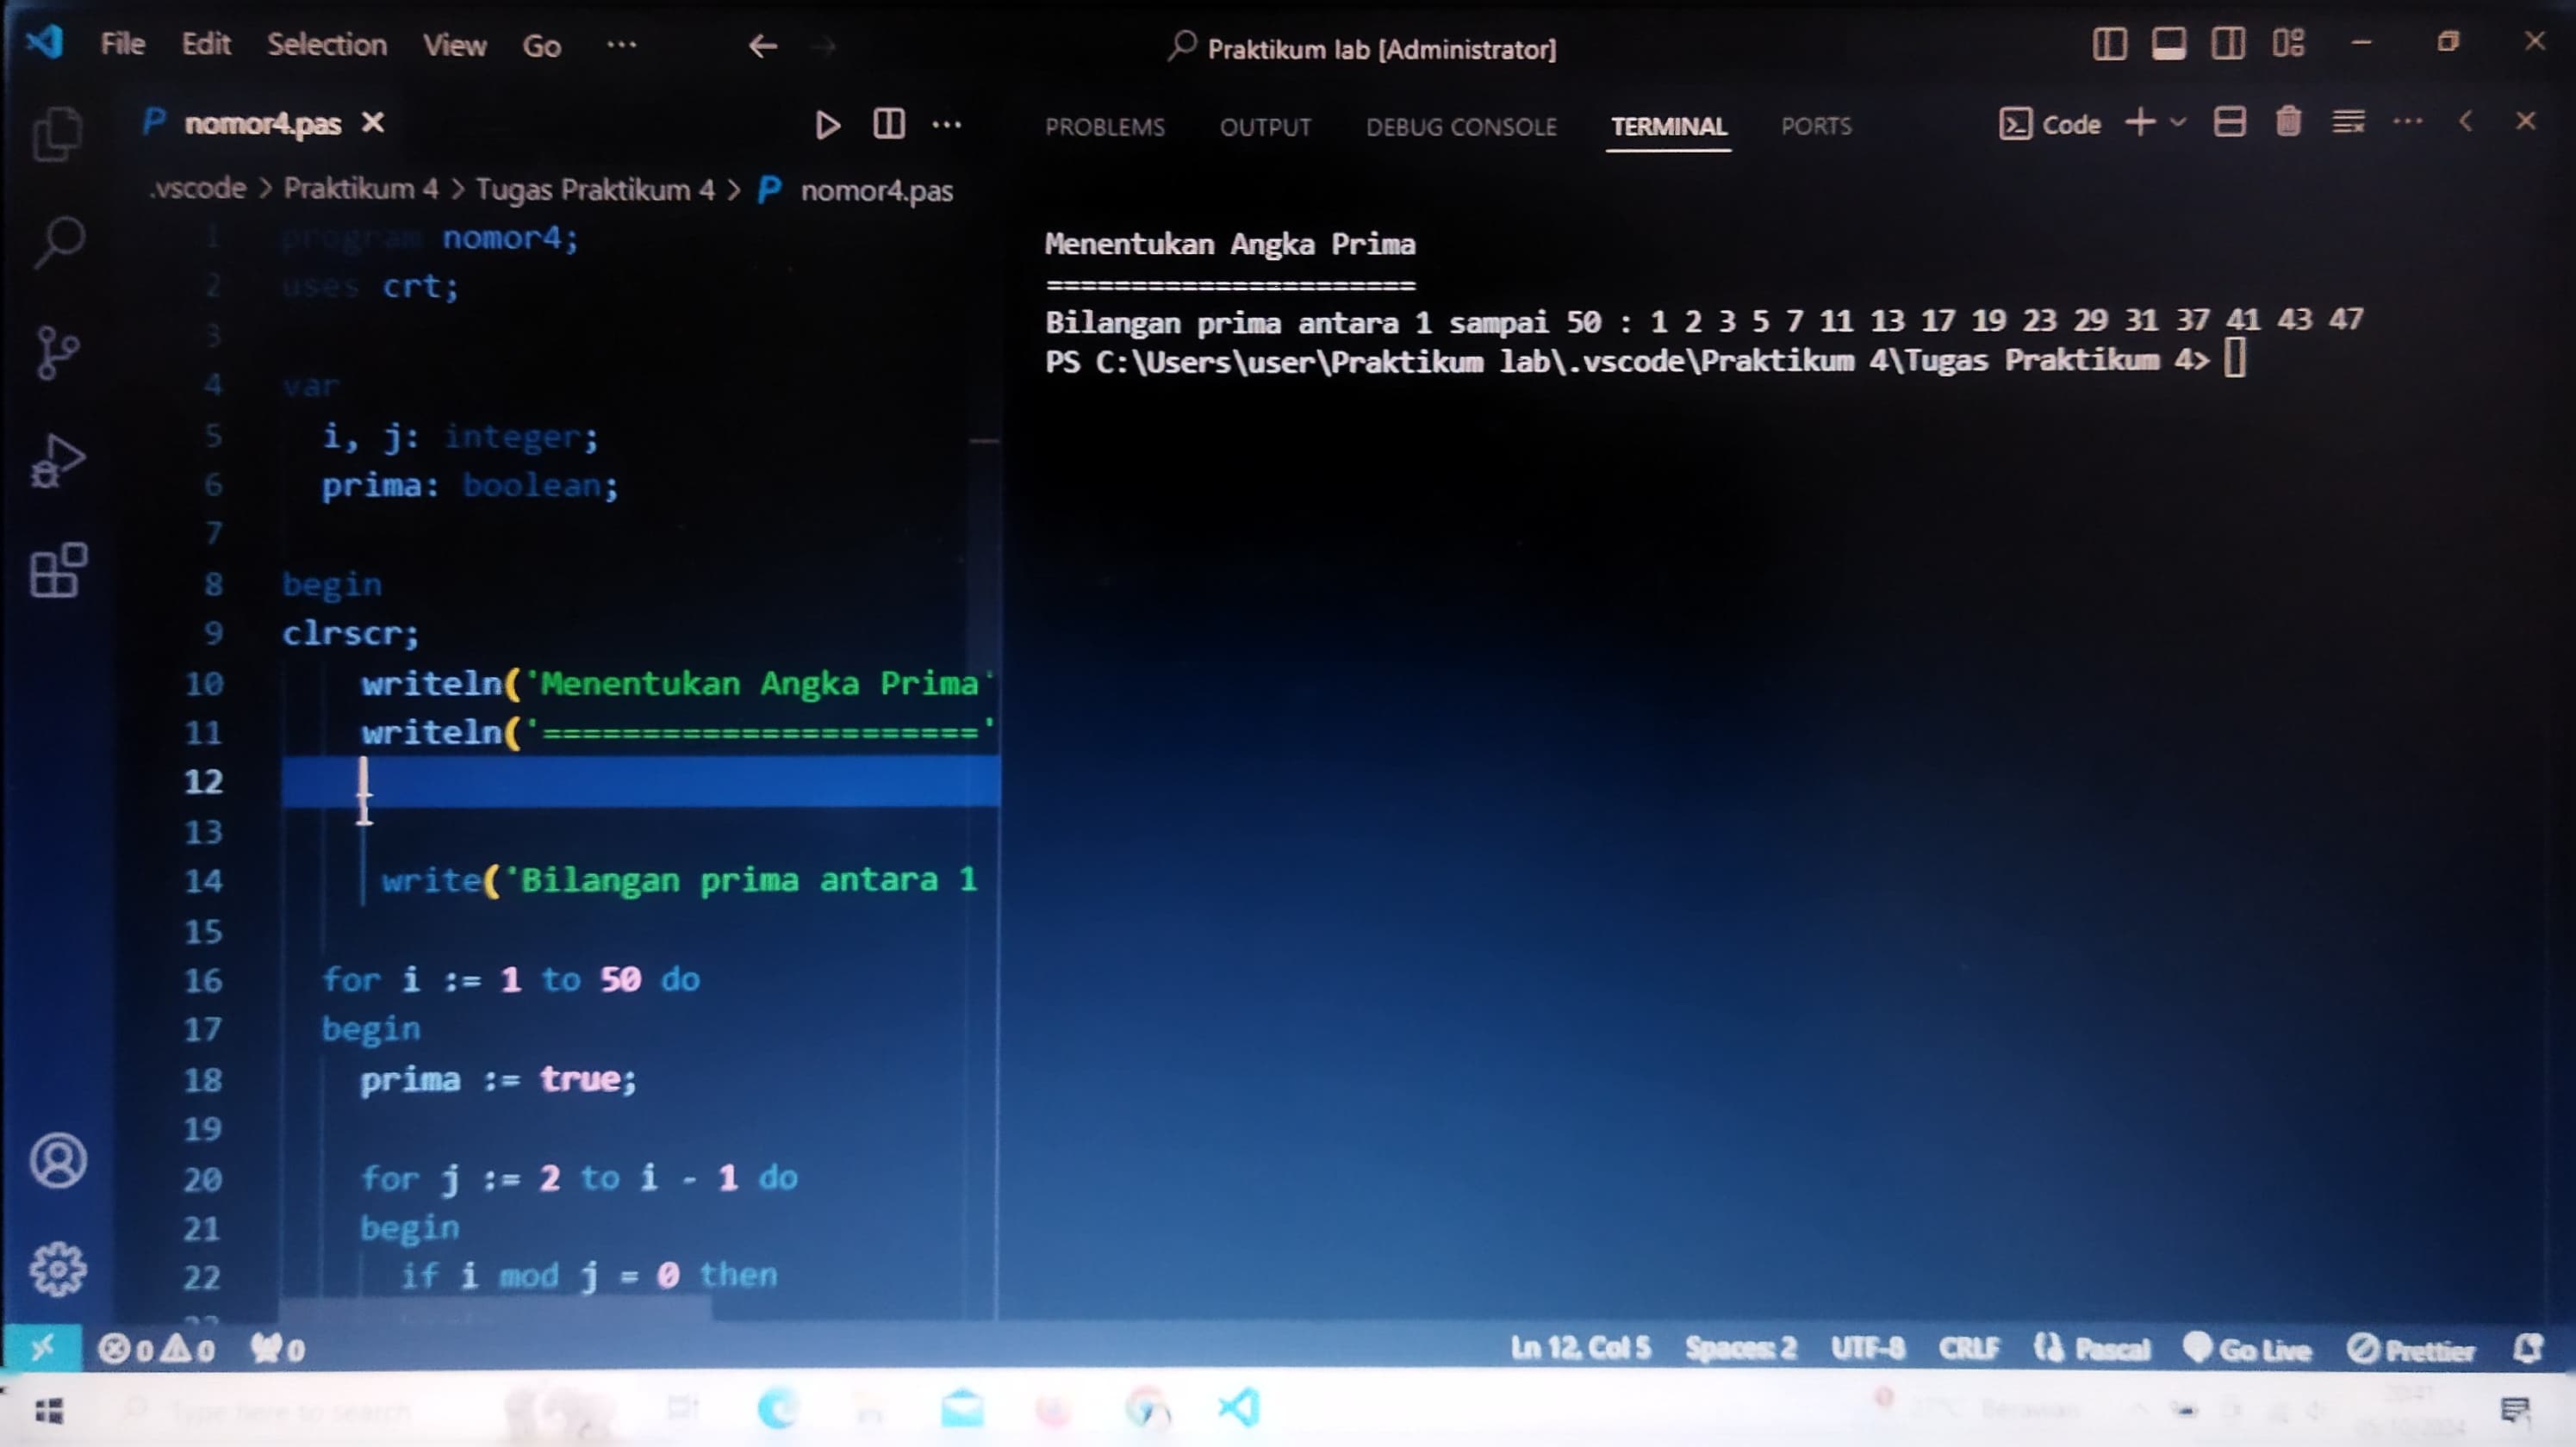 File Edit Selection View Go ···
Praktikum lab [Administrator]
nomor4.pas
.vscode > Praktikum 4 > Tugas Praktikum 4 > nomor4.pas
1 program nomor4;
2 uses crt;
3
4 var
5 i, j: integer;
6 prima: boolean;
7
8 begin
9 clrscr;
10 writeln('Menentukan Angka Prima'
11 writeln('======================'
12
13
14 write('Bilangan prima antara 1
15
16 for i := 1 to 50 do
17 begin
18 prima := true;
19
20 for j := 2 to i - 1 do
21 begin
22 if i mod j = 0 then
PROBLEMS OUTPUT DEBUG CONSOLE TERMINAL PORTS
Code
Menentukan Angka Prima
======================
Bilangan prima antara 1 sampai 50 : 1 2 3 5 7 11 13 17 19 23 29 31 37 41 43 47
PS C:\Users\user\Praktikum lab\.vscode\Praktikum 4\Tugas Praktikum 4>
0 0 0
Ln 12, Col 5 Spaces: 2 UTF-8 CRLF Pascal Go Live Prettier
Type here to search